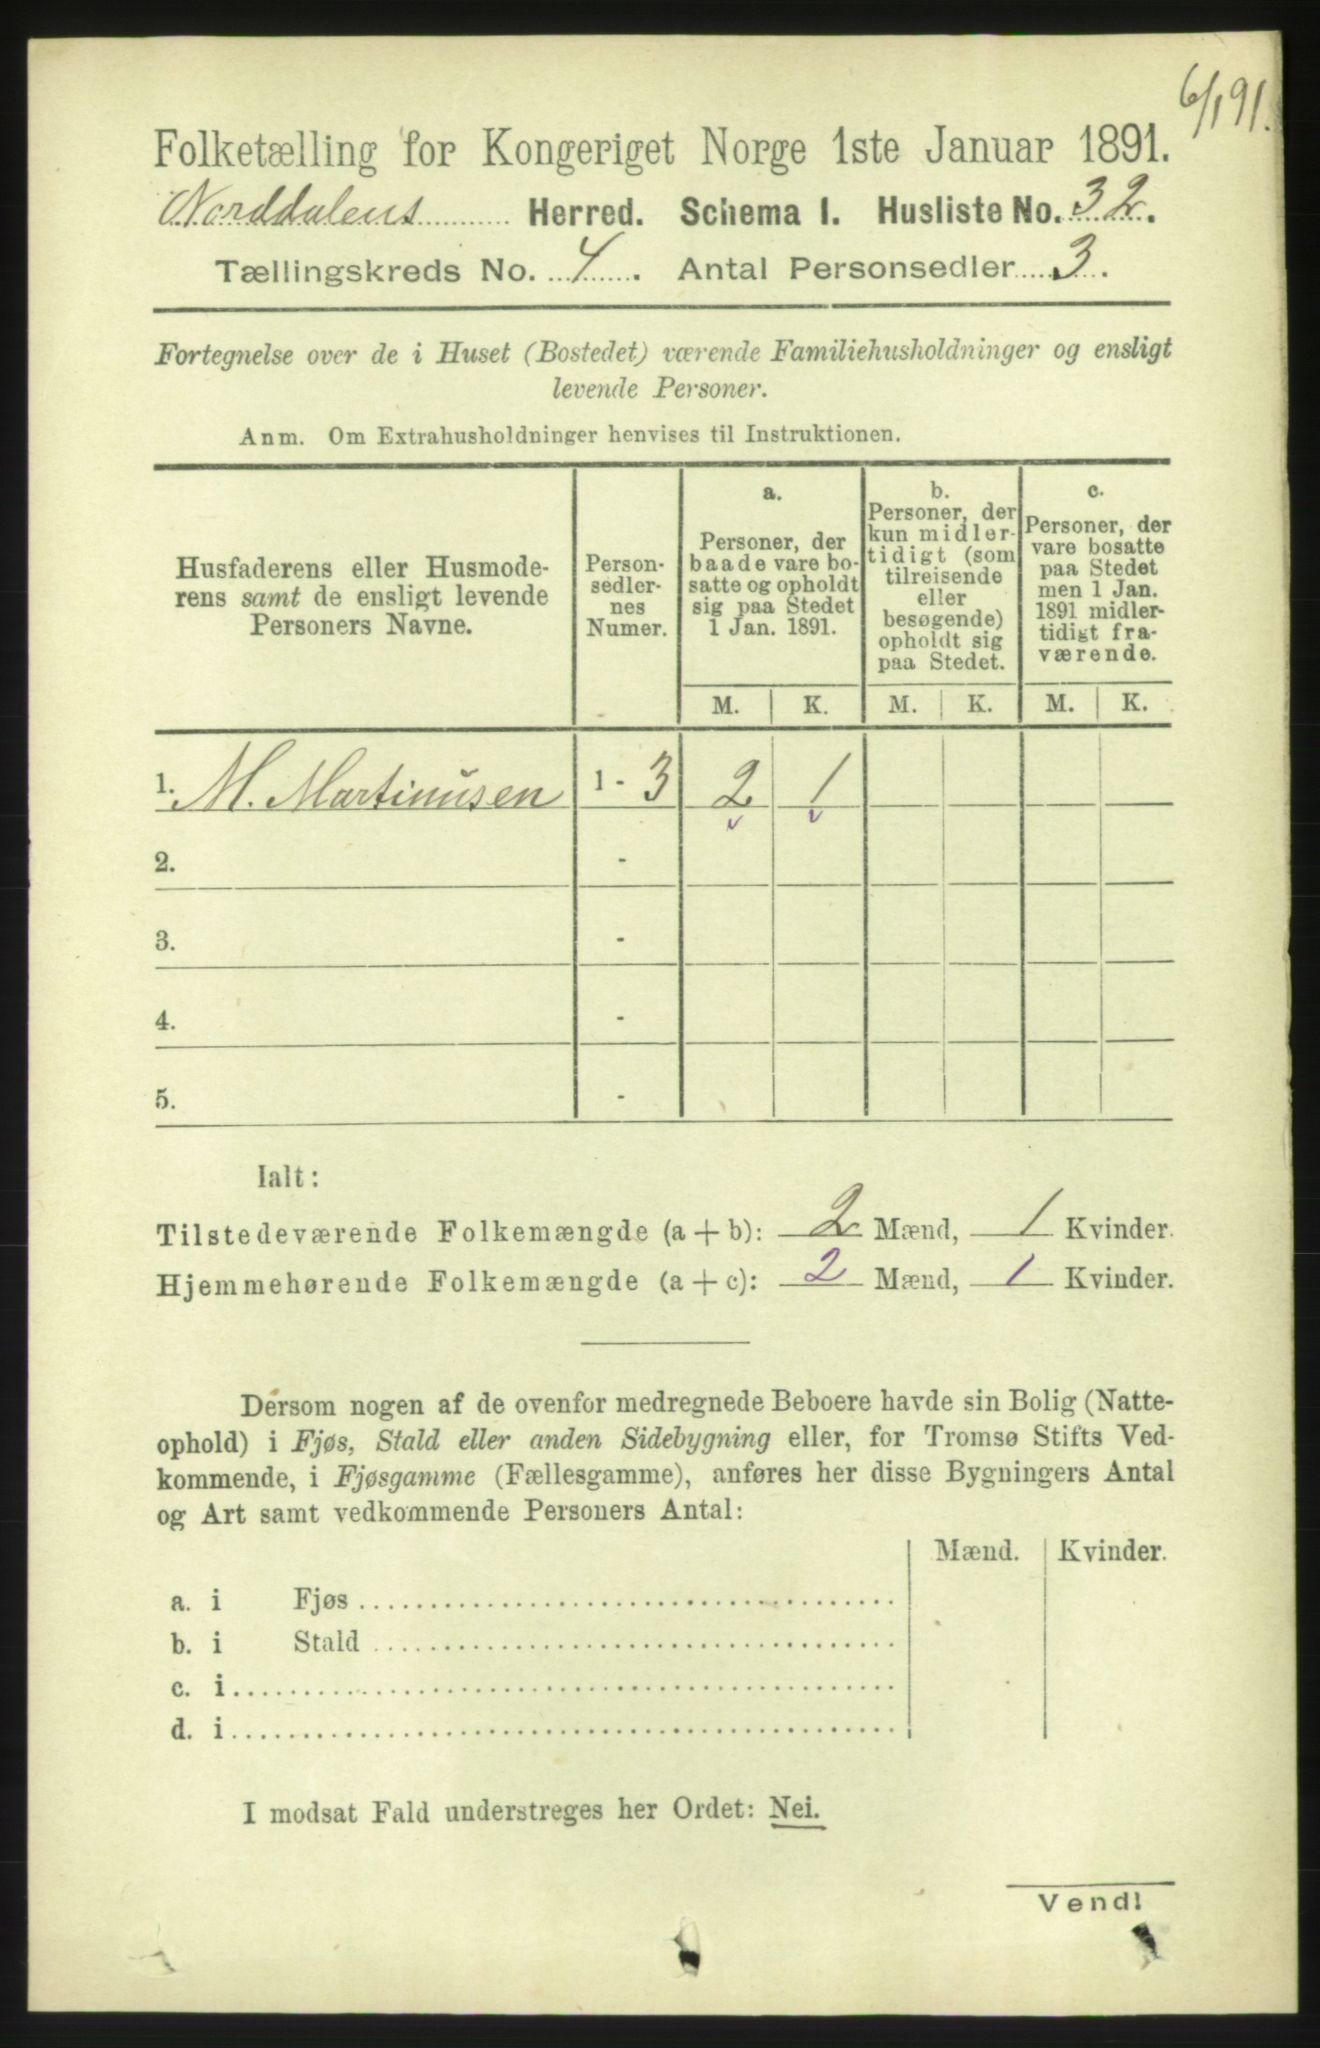 6/1 91.
Folketælling for Kongeriget Norge 1ste Januar 1891.
Norddalens Herred. Schema I. Husliste No. 32.
Tællingskreds No. 4. Antal Personsedler 3.
Fortegnelse over de i Huset (Bostedet) værende Familiehusholdninger og ensligt
levende Personer.
Anm. Om Extrahusholdninger henvises til Instruktionen.
Husfaderens eller Husmode-
rens samt de ensligt levende
Personers Navne.
Person-
sedler-
nes
Numer.
a.
Personer, der
baade vare bo-
satte og opholdt
sig paa Stedet
1 Jan. 1891.
b.
Personer, der
kun midler-
tidigt (som
tilreisende
eller
besøgende)
opholdt sig
paa Stedet.
c.
Personer, der
vare bosatte
paa Stedet
men 1 Jan.
1891 midler-
tidigt fra-
værende.
M. K. M. K. M. K.
1. M. Martinusen 1 - 3 2 1
2. -
3. -
4. -
5. -
Ialt:
Tilstedeværende Folkemængde (a + b): 2 Mænd, 1 Kvinder.
Hjemmehørende Folkemængde (a + c): 2 Mænd, 1 Kvinder.
Dersom nogen af de ovenfor medregnede Beboere havde sin Bolig (Natte-
ophold) i Fjøs, Stald eller anden Sidebygning eller, for Tromsø Stifts Ved-
kommende, i Fjøsgamme (Fællesgamme), anføres her disse Bygningers Antal
og Art samt vedkommende Personers Antal:
Mænd. Kvinder.
a. i Fjøs
b. i Stald
c. i
d. i
I modsat Fald understreges her Ordet: Nei.
Vend!